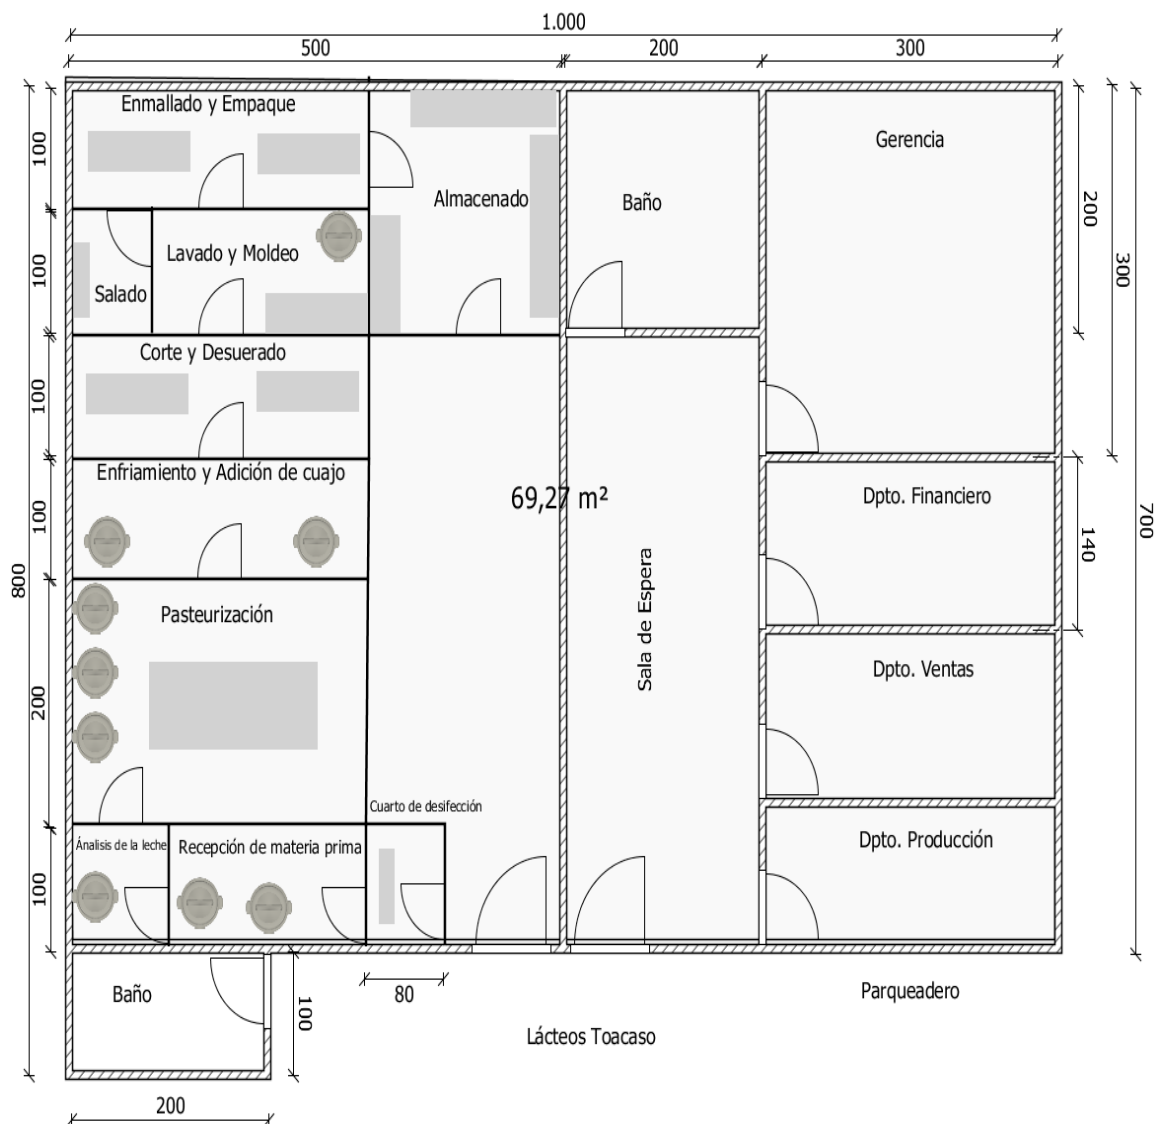 1.000
500
200
300
Enmallado y Empaque
Gerencia
100
Almacenado
Baño
200
Lavado y Moldeo
100
300
Salado
Corte y Desuerado
100
Enfriamiento y Adición de cuajo
69,27 m²
Dpto. Financiero
100
700
140
800
Sala de Espera
Pasteurización
Dpto. Ventas
200
Cuarto de desifección
Ánalisis de la leche
Recepción de materia prima
Dpto. Producción
100
Baño
80
100
Parqueadero
Lácteos Toacaso
200